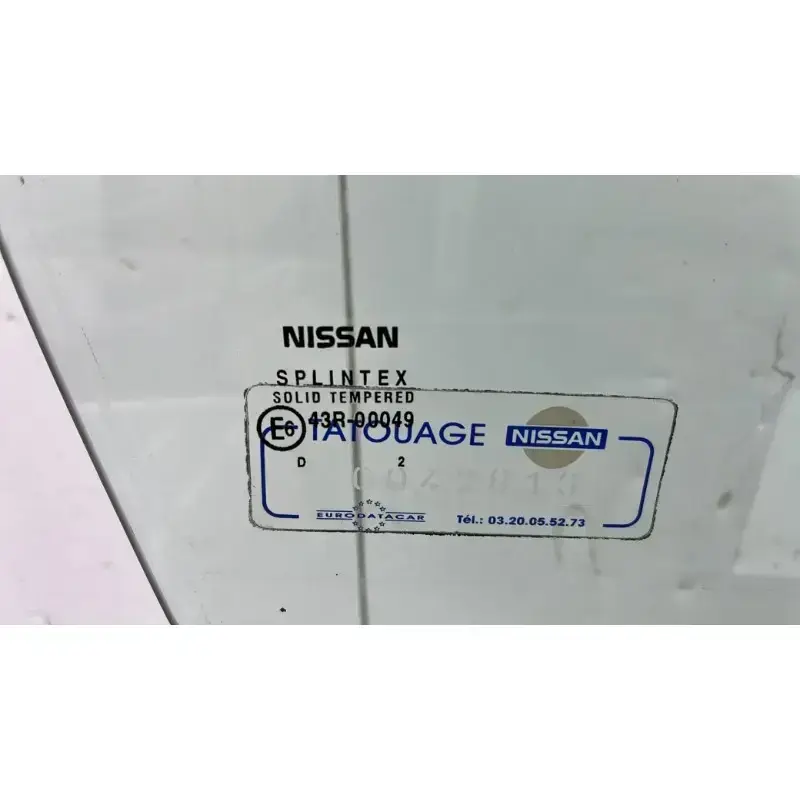 NISSAN
SPLINTEX
SOLID TEMPERED
E6 43R-00049
TATOUAGE NISSAN
D 2
EURODATACAR Tél.: 03.20.05.52.73